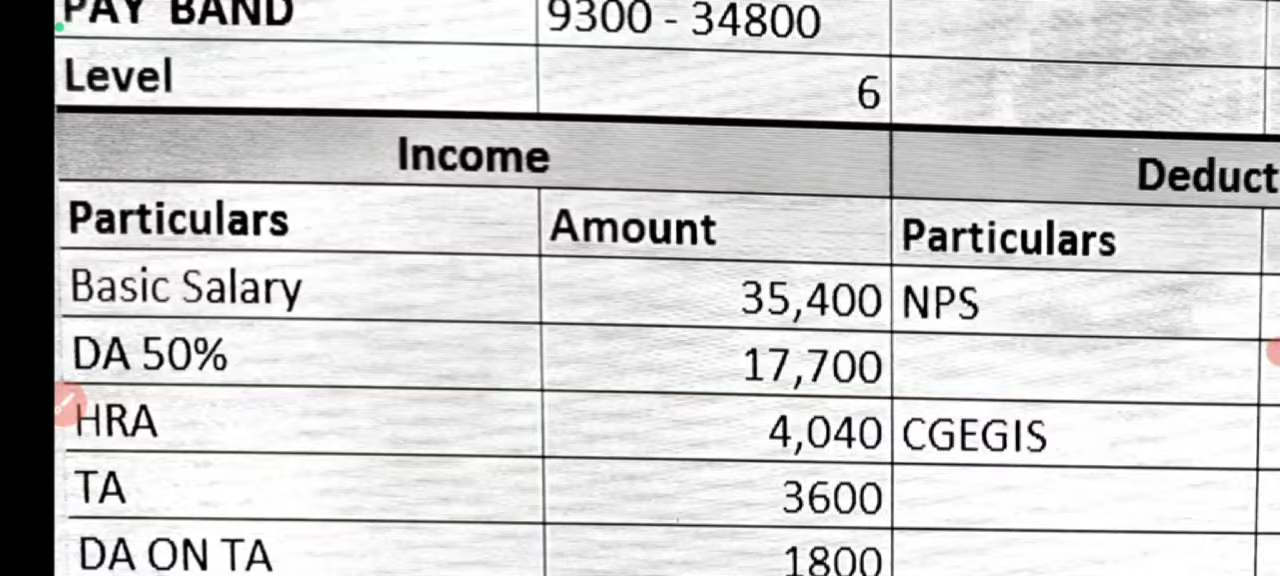 PAY BAND 9300 - 34800
Level 6
Income Deduct
Particulars Amount Particulars
Basic Salary 35,400 NPS
DA 50% 17,700
HRA 4,040 CGEGIS
TA 3600
DA ON TA 1800